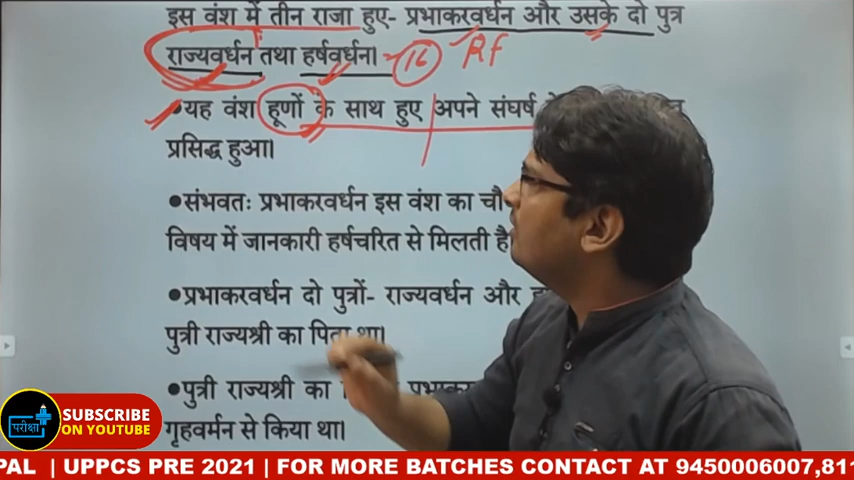 इस वंश में तीन राजा हुए- प्रभाकरवर्धन और उसके दो पुत्र
राज्यवर्धन तथा हर्षवर्धन। 16 Rf
•यह वंश हूणों के साथ हुए अपने संघर्ष
प्रसिद्ध हुआ।
•संभवतः प्रभाकरवर्धन इस वंश का
विषय में जानकारी हर्षचरित से मिलती है
•प्रभाकरवर्धन दो पुत्रों- राज्यवर्धन और
पुत्री राज्यश्री का पिता था।
•पुत्री राज्यश्री का
गृहवर्मन से किया था।
परीक्षा
SUBSCRIBE
ON YOUTUBE
PAL | UPPCS PRE 2021 | FOR MORE BATCHES CONTACT AT 9450006007,811